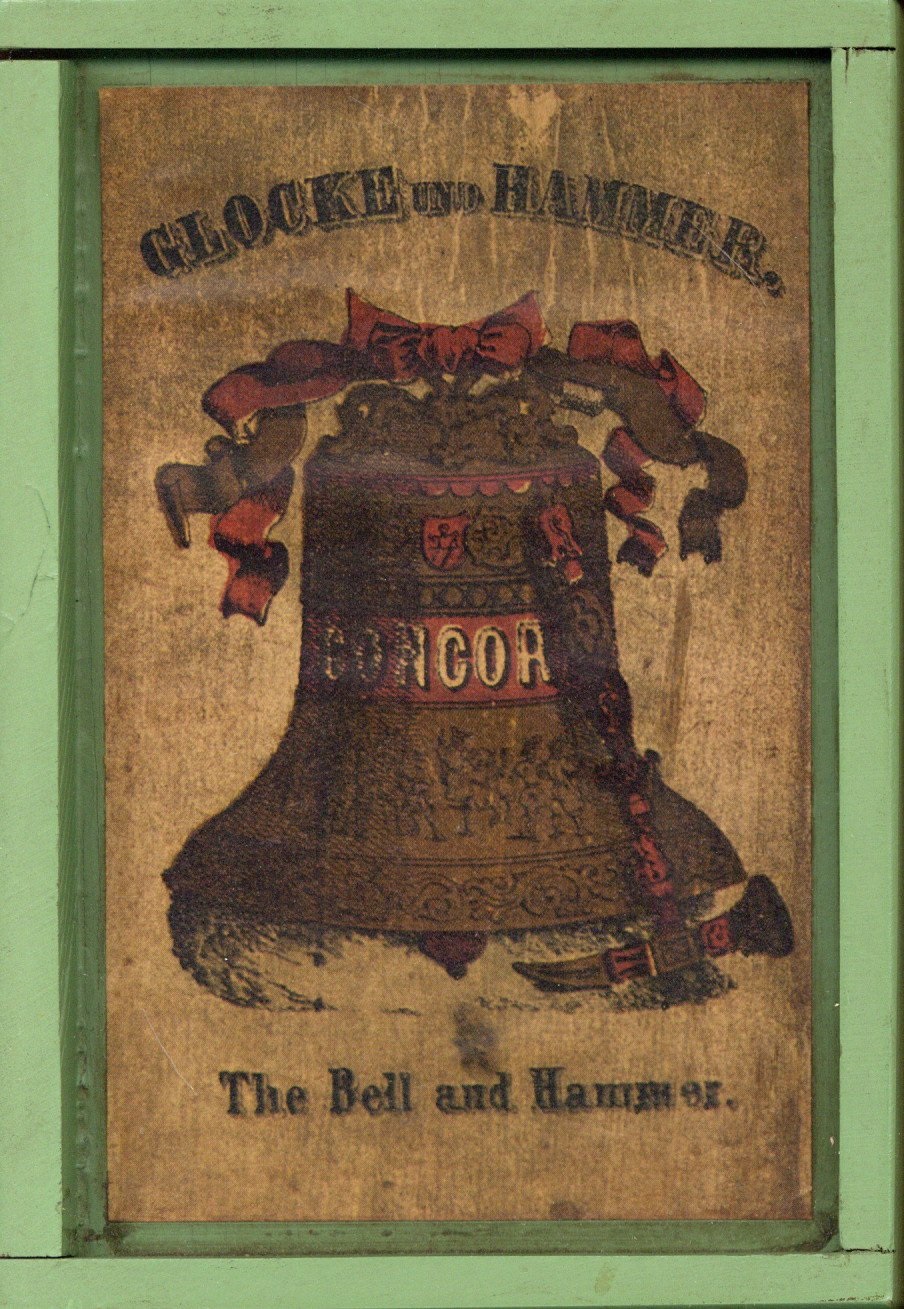 GLOCKE UND HAMMER.
CONCOR
The Bell and Hammer.